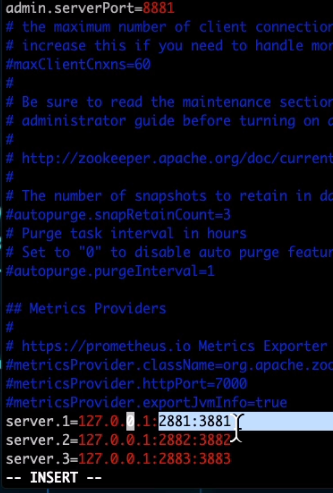 admin.serverPort=8881
# the maximum number of client connection
# increase this if you need to handle mor
#maxClientCnxns=60
#
# Be sure to read the maintenance section
# administrator guide before turning on a
#
# http://zookeeper.apache.org/doc/current
#
# The number of snapshots to retain in da
#autopurge.snapRetainCount=3
# Purge task interval in hours
# Set to "0" to disable auto purge featur
#autopurge.purgeInterval=1

## Metrics Providers
#
# https://prometheus.io Metrics Exporter
#metricsProvider.className=org.apache.zoo
#metricsProvider.httpPort=7000
#metricsProvider.exportJvmInfo=true
server.1=127.0.0.1:2881:3881
server.2=127.0.0.1:2882:3882
server.3=127.0.0.1:2883:3883
-- INSERT --